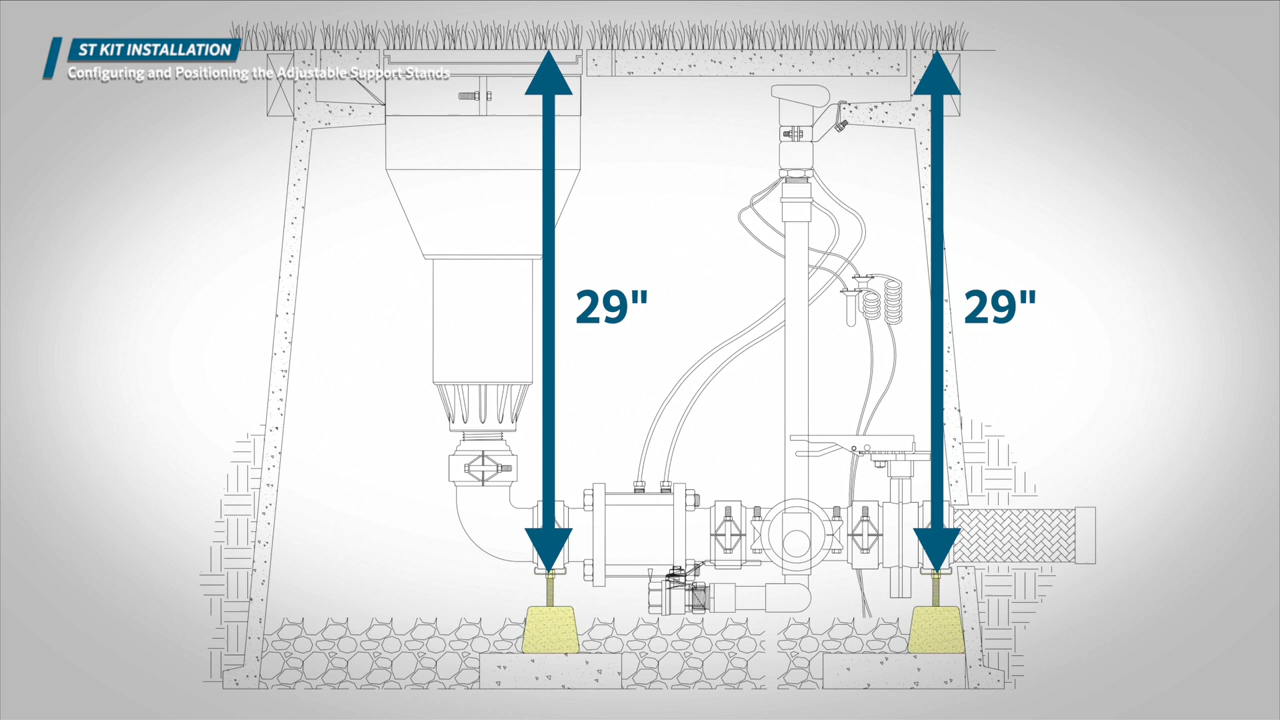 ST KIT INSTALLATION
Configuring and Positioning the Adjustable Support Stands
29"
29"